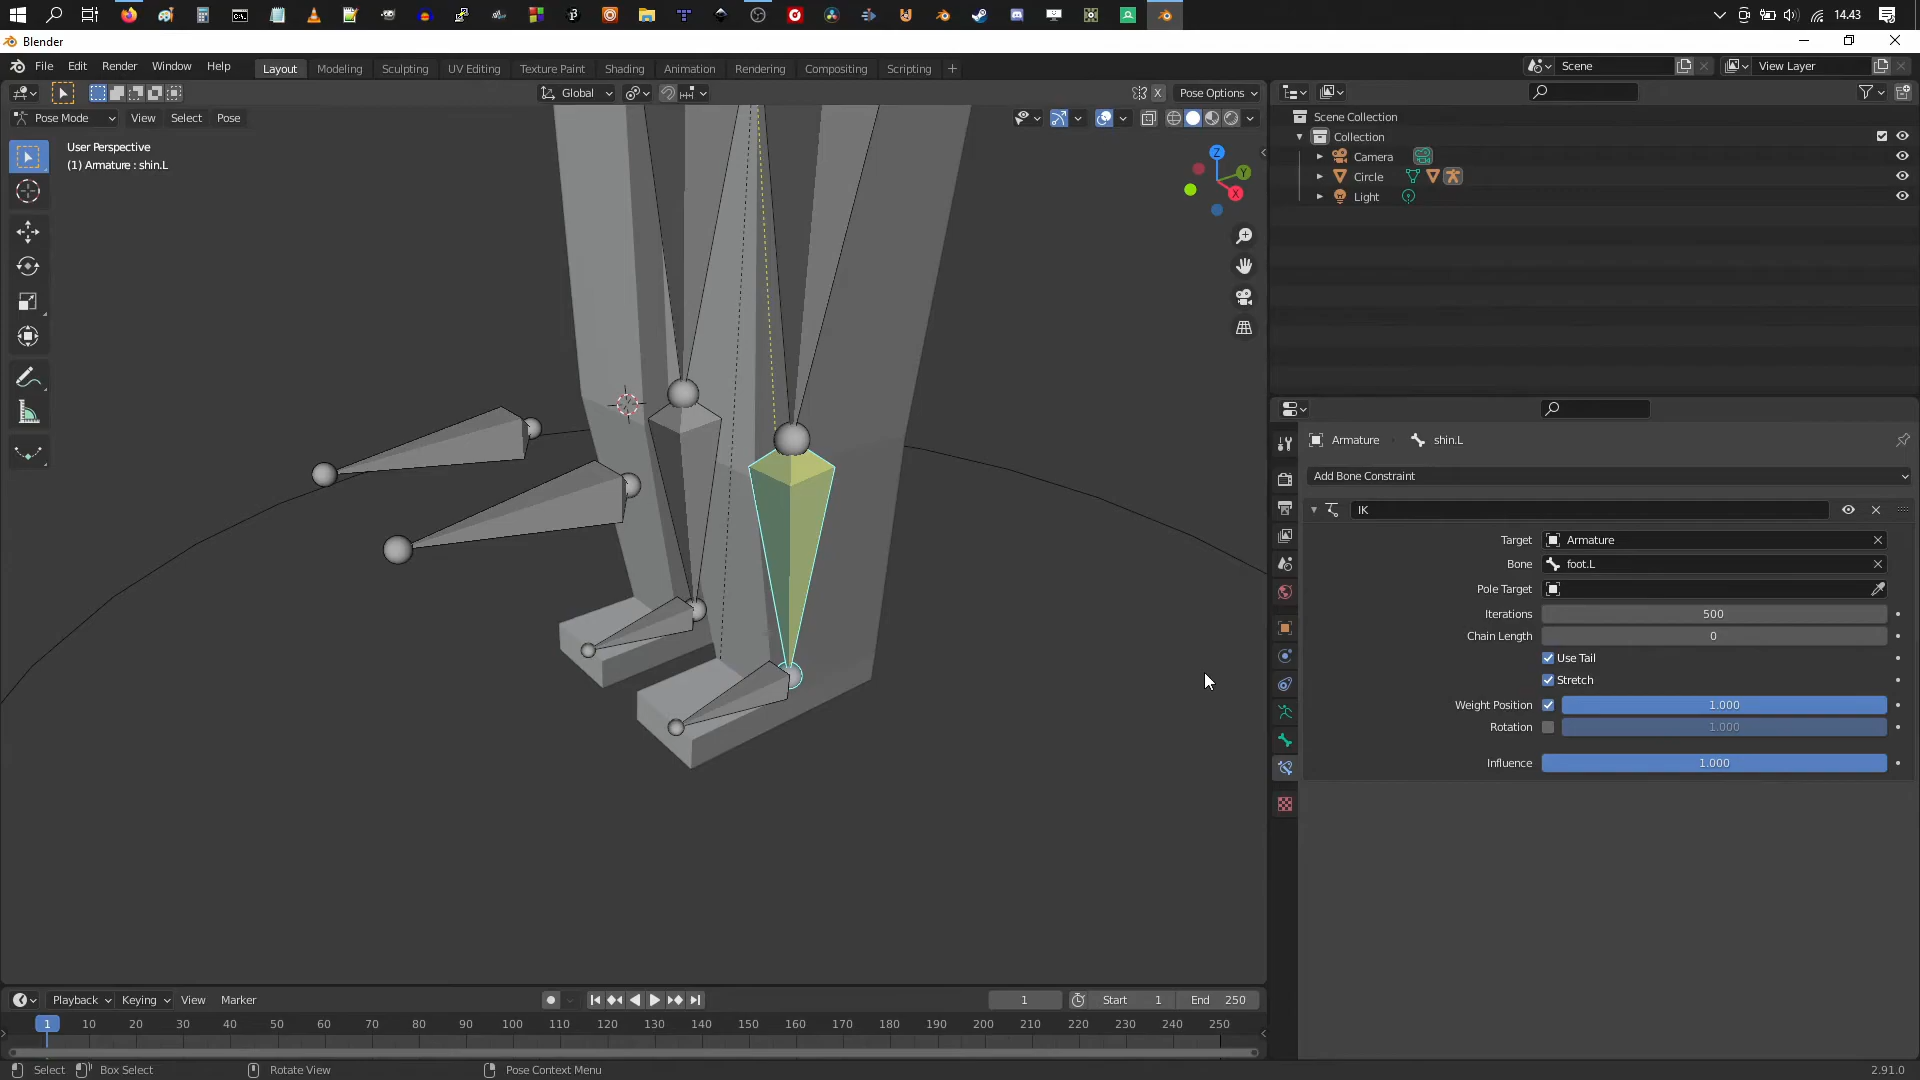 14.43
Blender
File Edit Render Window Help
Layout Modeling Sculpting UV Editing Texture Paint Shading Animation Rendering Compositing Scripting
Scene
View Layer
Global
Pose Options
Pose Mode View Select Pose
User Perspective
(1) Armature : shin.L
Z
Y
X
X
Scene Collection
Collection
Camera
Circle
Light
Armature shin.L
Add Bone Constraint
IK
Target Armature
Bone foot.L
Pole Target
Iterations 500
Chain Length 0
Use Tail
Stretch
Weight Position 1.000
Rotation 1.000
Influence 1.000
Playback Keying View Marker
1
Start 1
End 250
1 10 20 30 40 50 60 70 80 90 100 110 120 130 140 150 160 170 180 190 200 210 220 230 240 250
Select Box Select Rotate View Pose Context Menu 2.91.0